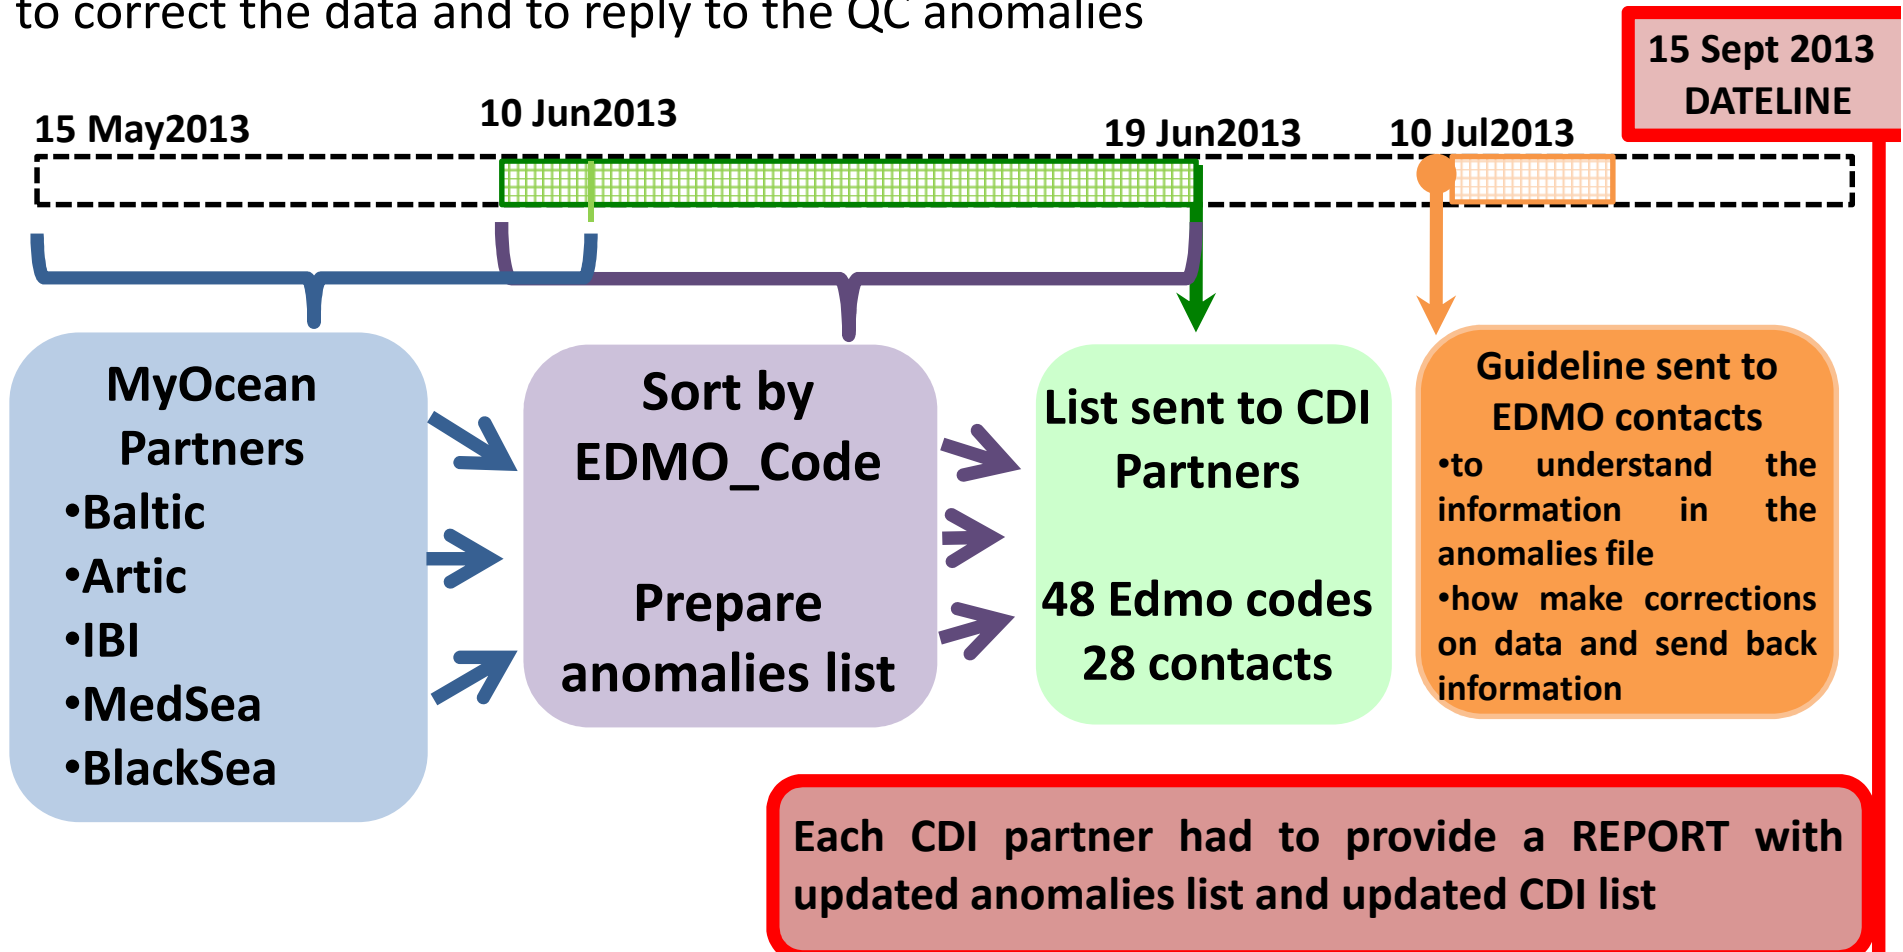 to correct the data and to reply to the QC anomalies
15 Sept 2013
DATELINE
15 May2013
10 Jun2013
19 Jun2013
10 Jul2013
MyOcean
Partners
•Baltic
•Artic
•IBI
•MedSea
•BlackSea
Sort by
EDMO_Code
Prepare
anomalies list
List sent to CDI
Partners
48 Edmo codes
28 contacts
Guideline sent to
EDMO contacts
•to understand the
information in the
anomalies file
•how make corrections
on data and send back
information
Each CDI partner had to provide a REPORT with
updated anomalies list and updated CDI list